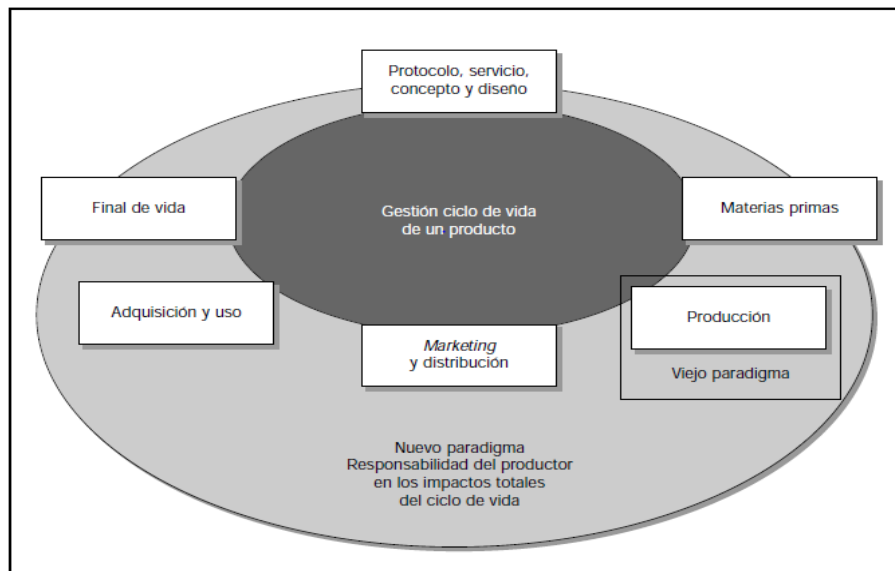 Protocolo, servicio,
concepto y diseño
Final de vida
Gestión ciclo de vida
de un producto
Materias primas
Adquisición y uso
Marketing
y distribución
Producción
Viejo paradigma
Nuevo paradigma
Responsabilidad del productor
en los impactos totales
del ciclo de vida